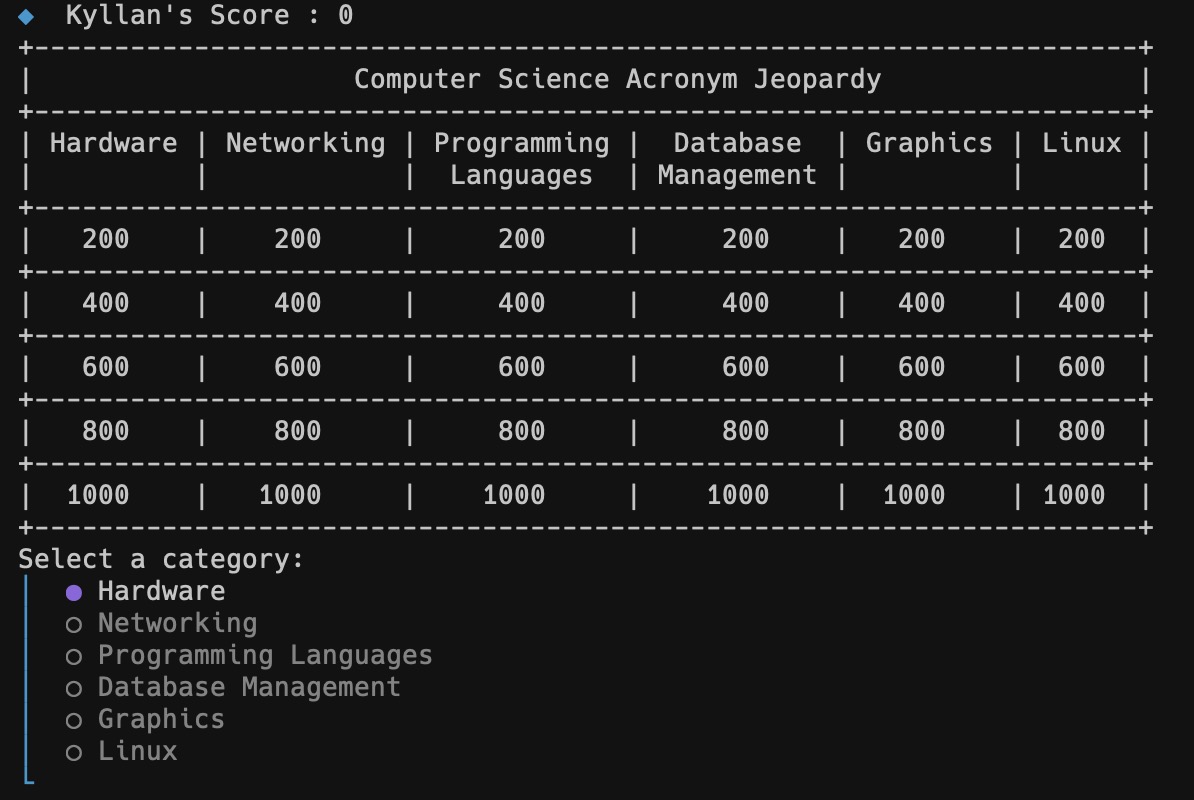 ◆  Kyllan's Score : 0
+---------------------------------------------------------------------+
|                    Computer Science Acronym Jeopardy                |
+---------------------------------------------------------------------+
| Hardware | Networking | Programming |  Database  | Graphics | Linux |
|          |            |  Languages  | Management |          |       |
+---------------------------------------------------------------------+
|   200    |    200     |     200     |    200     |   200    |  200  |
+---------------------------------------------------------------------+
|   400    |    400     |     400     |    400     |   400    |  400  |
+---------------------------------------------------------------------+
|   600    |    600     |     600     |    600     |   600    |  600  |
+---------------------------------------------------------------------+
|   800    |    800     |     800     |    800     |   800    |  800  |
+---------------------------------------------------------------------+
|  1000    |   1000     |    1000     |   1000     |  1000    | 1000  |
+---------------------------------------------------------------------+
Select a category:
│  ● Hardware
│  ○ Networking
│  ○ Programming Languages
│  ○ Database Management
│  ○ Graphics
│  ○ Linux